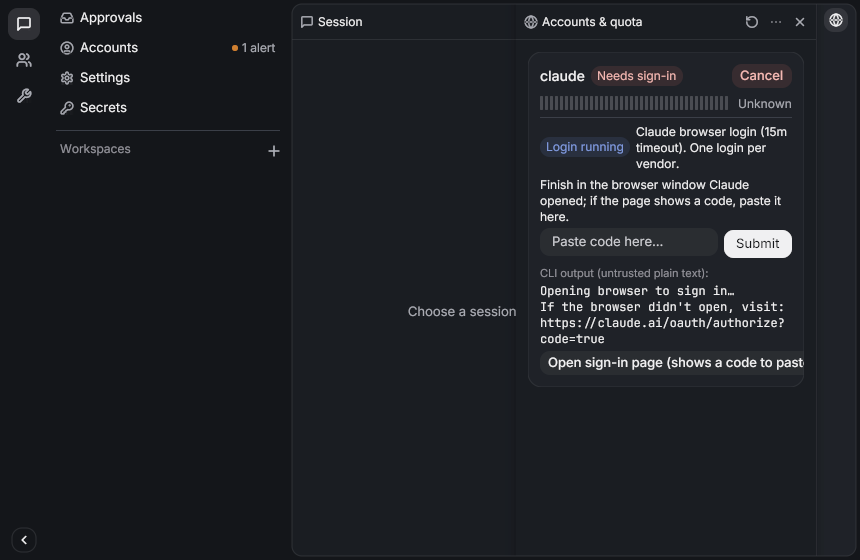 Approvals
Accounts
1 alert
Settings
Secrets
Workspaces
Session
Choose a session
Accounts & quota
claude
Needs sign-in
Cancel
Unknown
Login running
Claude browser login (15m
timeout). One login per
vendor.
Finish in the browser window Claude
opened; if the page shows a code, paste it
here.
Paste code here...
Submit
CLI output (untrusted plain text):
Opening browser to sign in…
If the browser didn't open, visit:
https://claude.ai/oauth/authorize?
code=true
Open sign-in page (shows a code to paste